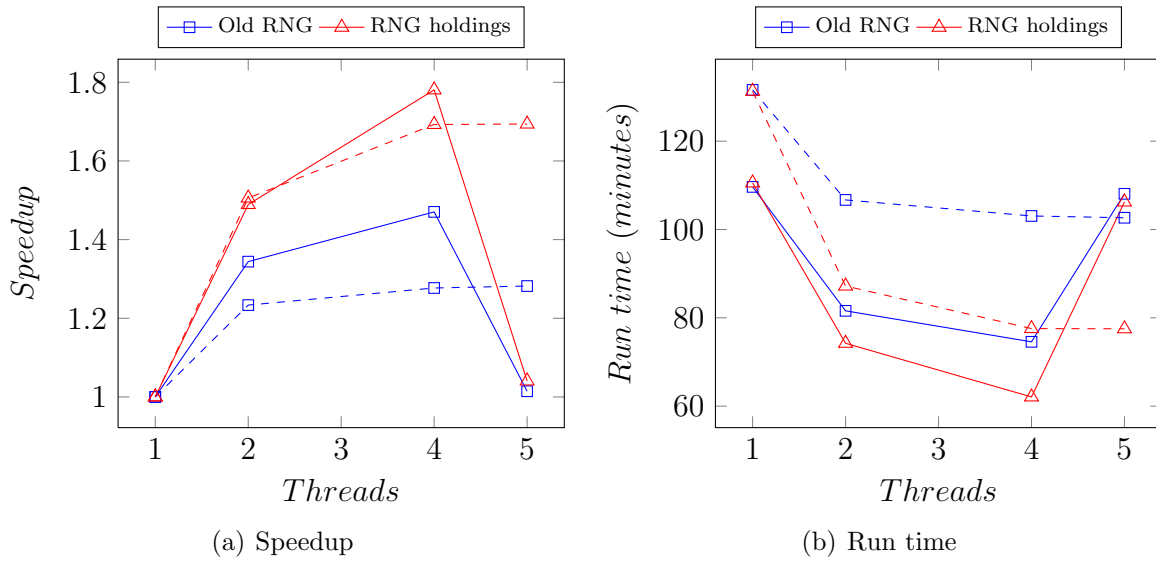 Old RNG RNG holdings
1.8
1.6
1.4
1.2
1
Speedup
1 2 3 4 5
Threads
(a) Speedup
Old RNG RNG holdings
120
100
80
60
Run time (minutes)
1 2 3 4 5
Threads
(b) Run time